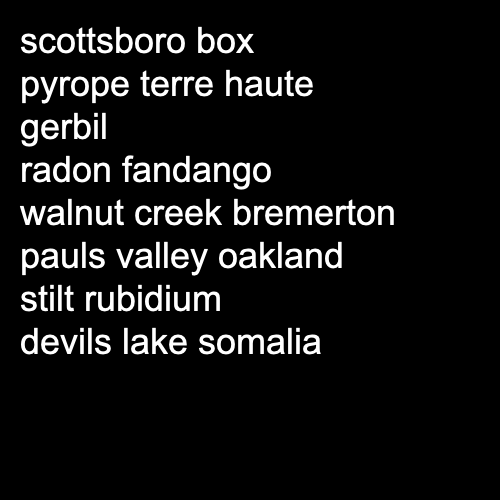 scottsboro box
pyrope terre haute
gerbil
radon fandango
walnut creek bremerton
pauls valley oakland
stilt rubidium
devils lake somalia